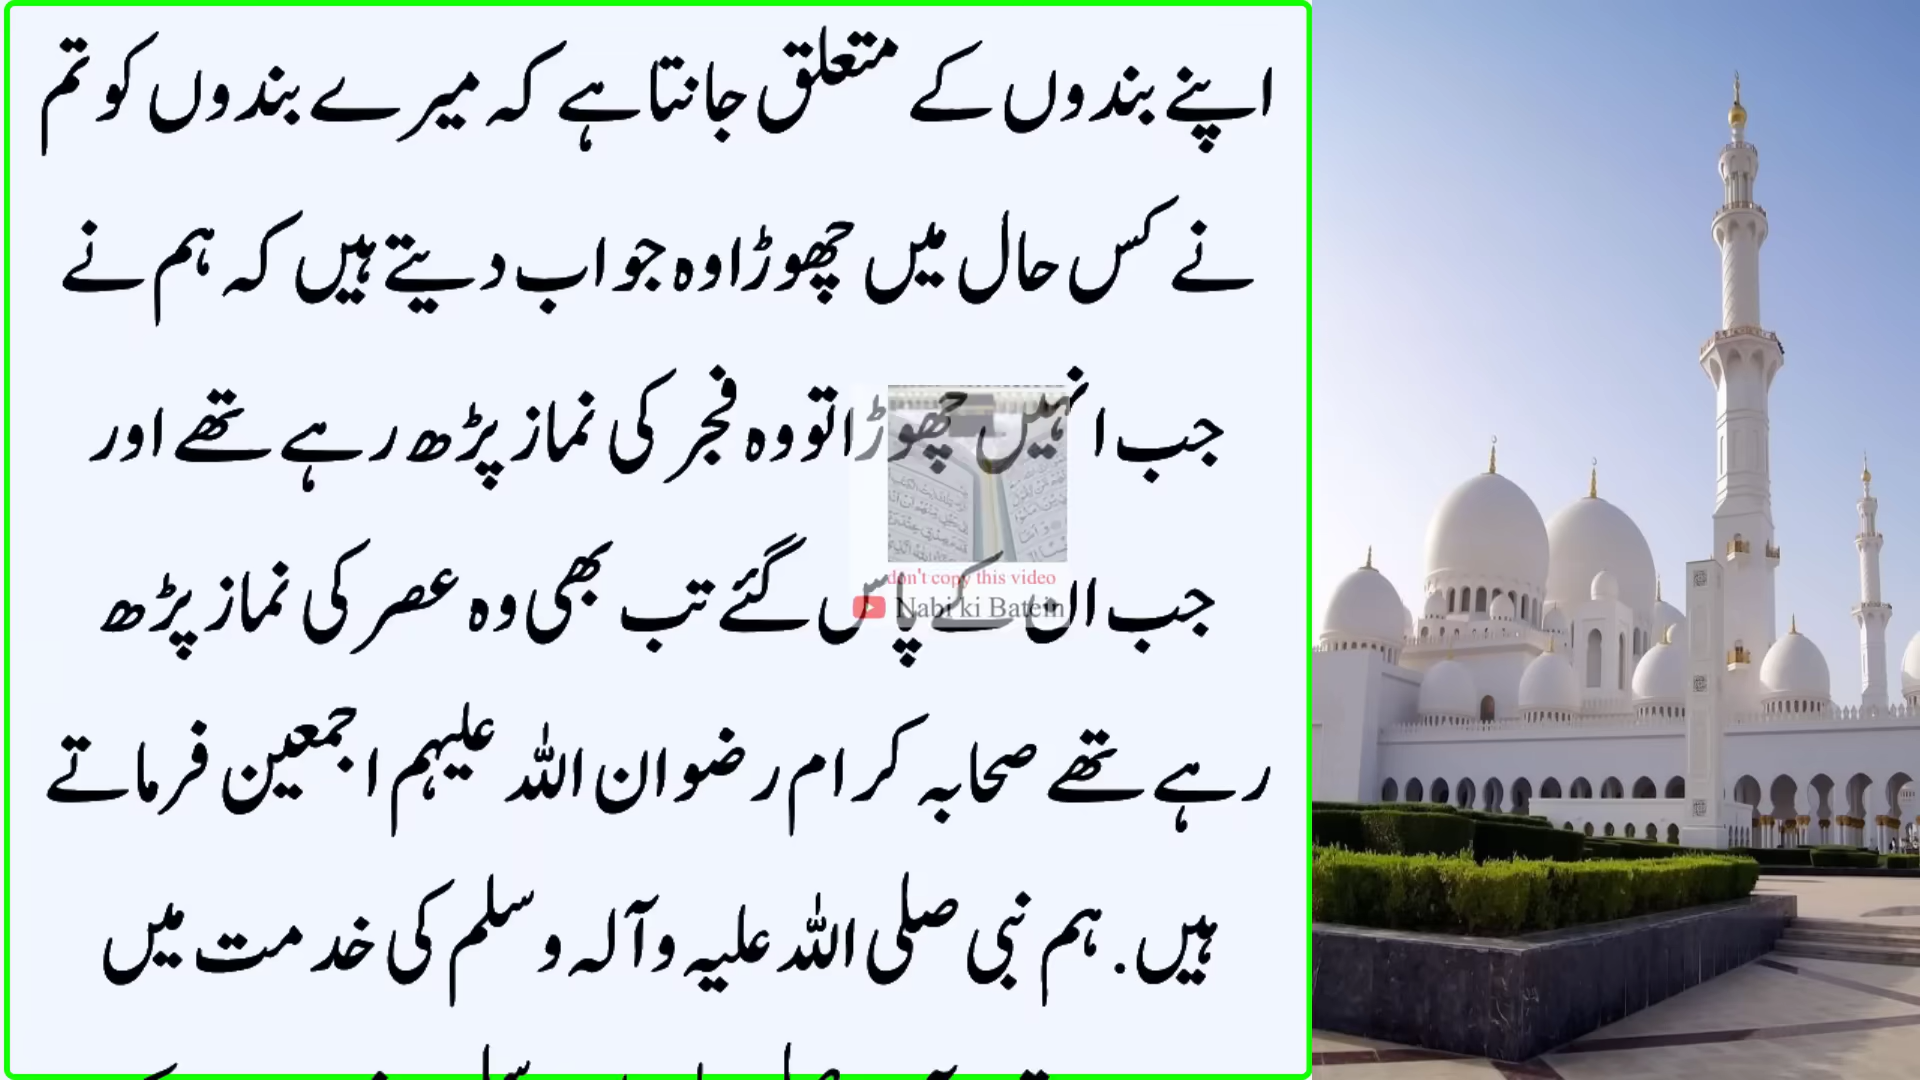 اپنے بندوں کے متعلق جانتا ہے کہ میرے بندوں کو تم
نے کس حال میں چھوڑا وہ جواب دیتے ہیں کہ ہم نے
جب انہیں چھوڑا تو وہ فجر کی نماز پڑھ رہے تھے اور
جب ان کے پاس گئے تب بھی وہ عصر کی نماز پڑھ
رہے تھے صحابہ کرام رضوان اللہ علیہم اجمعین فرماتے
ہیں. ہم نبی صلی اللہ علیہ وآلہ وسلم کی خدمت میں
don't copy this video
Nabi ki Batein